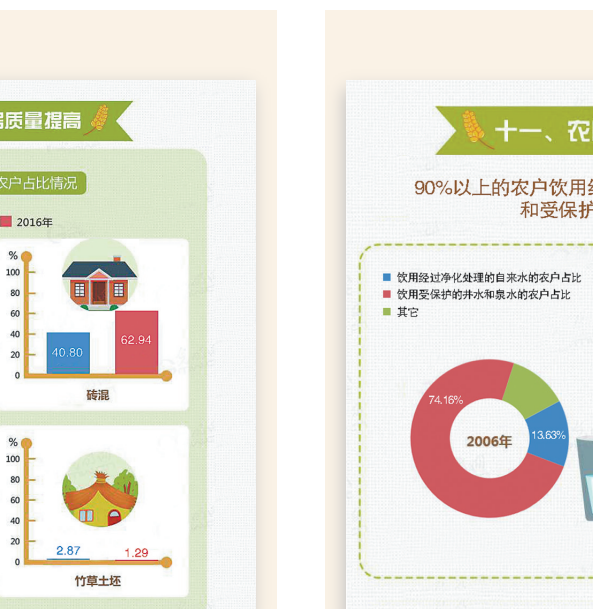 质量提高
农户占比情况
2016年
%
100
80
60
40
20
0
40.80
62.94
砖混
%
100
80
60
40
20
0
2.87
1.29
竹草土坯
十一、农
90%以上的农户饮用
和受保护
饮用经过净化处理的自来水的农户占比
饮用受保护的井水和泉水的农户占比
其它
74.16%
13.63%
2006年